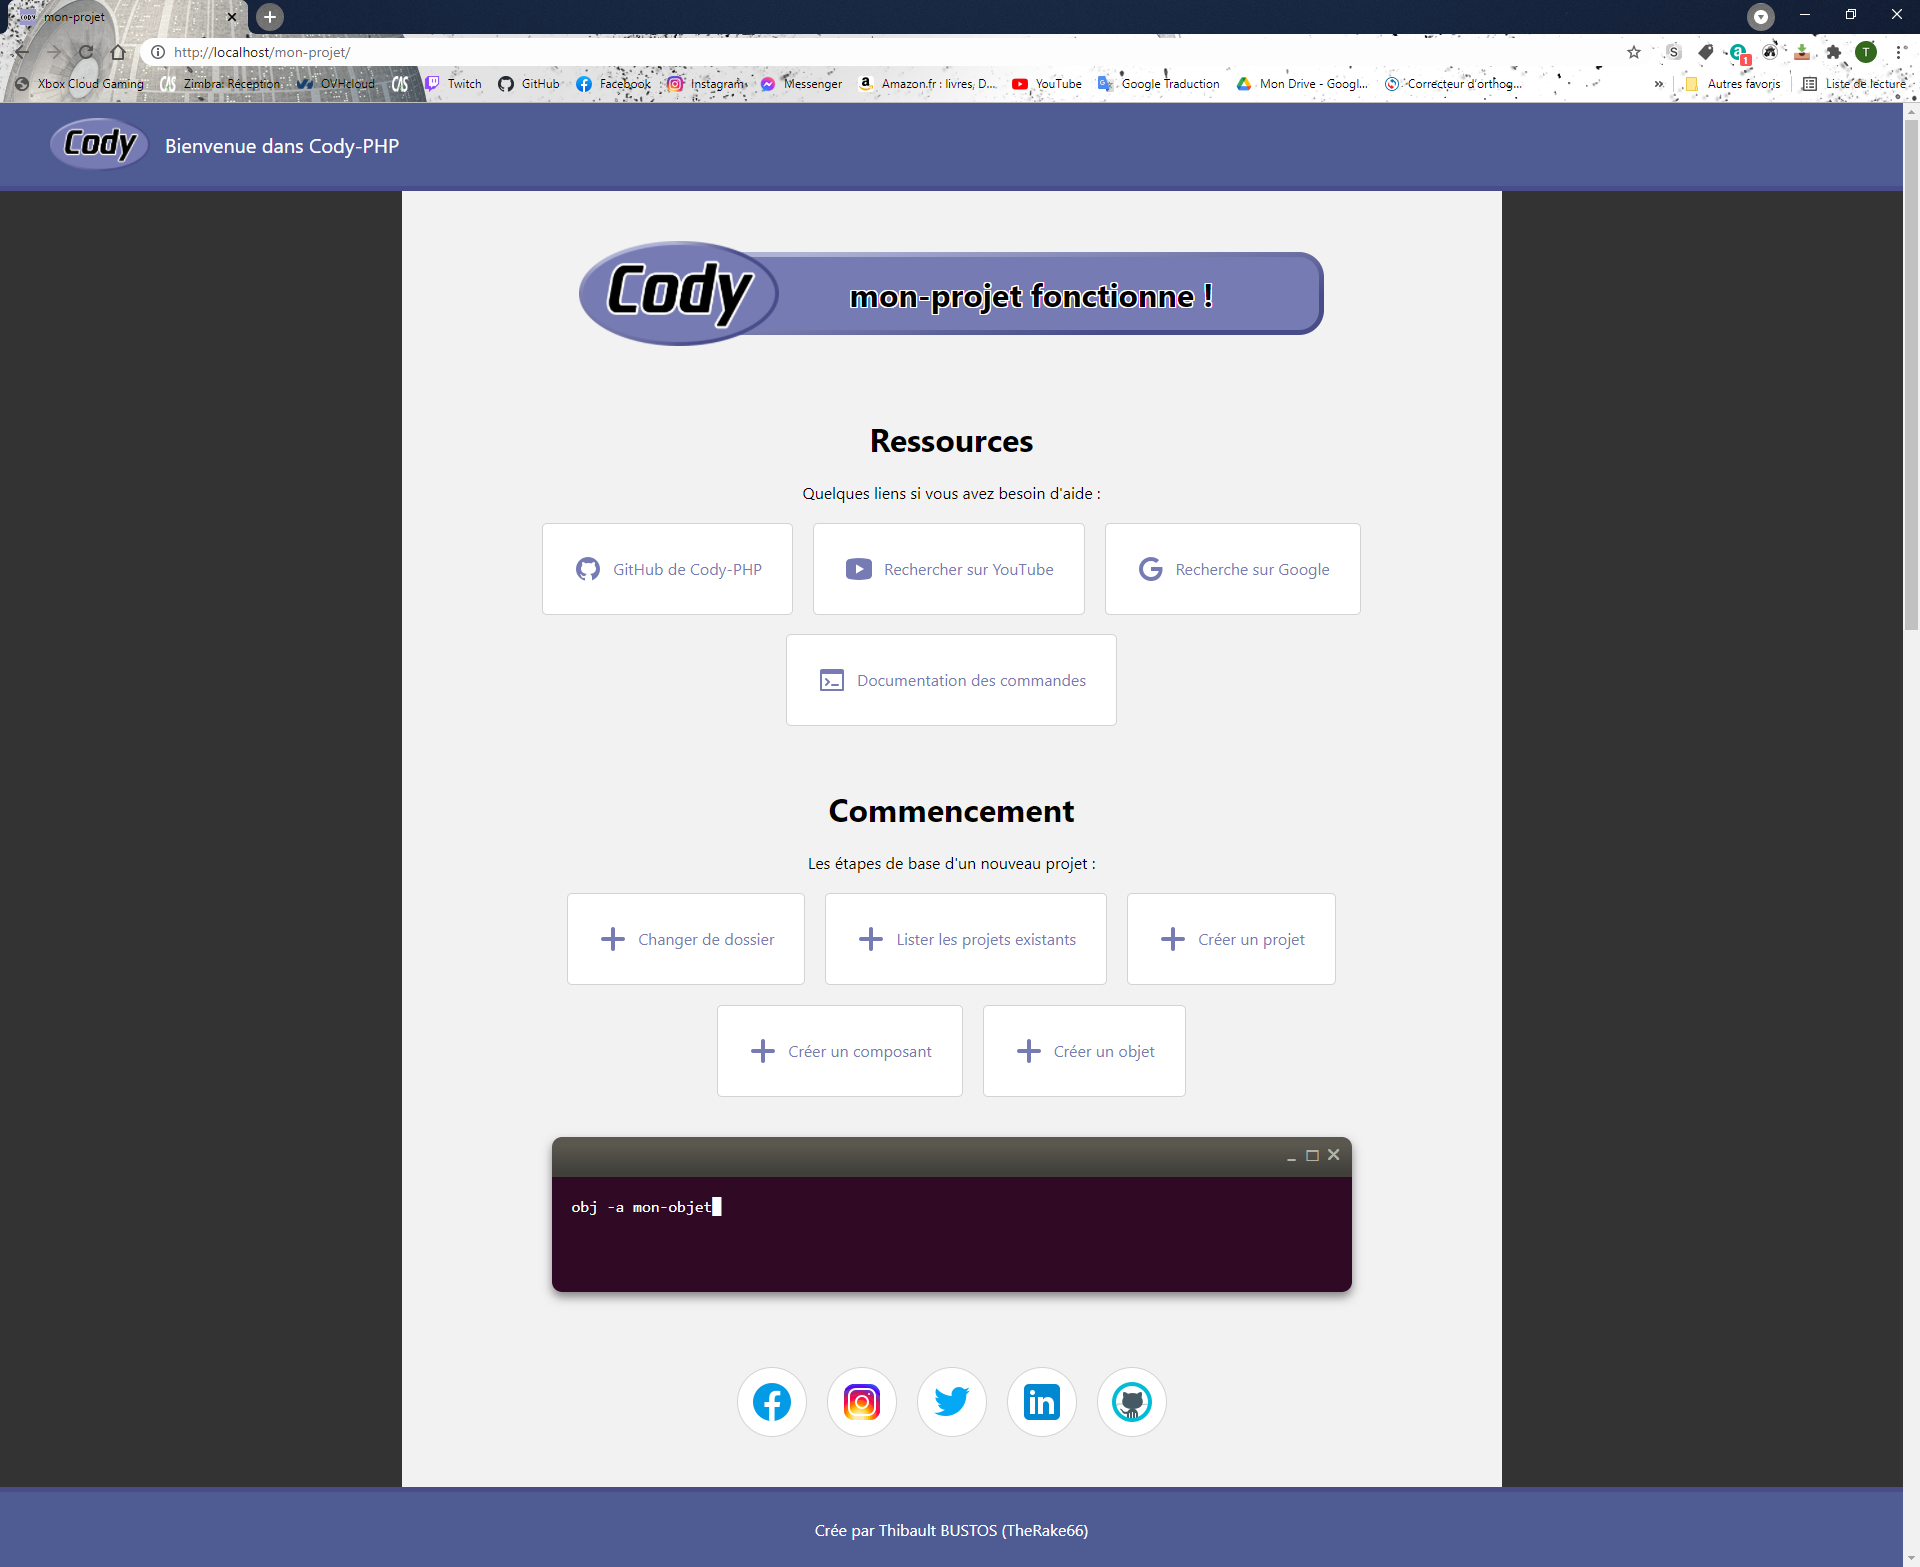 mon-projet
http://localhost/mon-projet/
Xbox Cloud Gaming CAS Zimbra: Réception OVHcloud CAS Twitch GitHub Facebook Instagram Messenger Amazon.fr : livres, D... YouTube Google Traduction Mon Drive - Googl... Correcteur d'orthog... » Autres favoris Liste de lecture
Cody Bienvenue dans Cody-PHP
Cody mon-projet fonctionne !
Ressources
Quelques liens si vous avez besoin d'aide :
GitHub de Cody-PHP Rechercher sur YouTube Recherche sur Google
Documentation des commandes
Commencement
Les étapes de base d'un nouveau projet :
Changer de dossier Lister les projets existants Créer un projet
Créer un composant Créer un objet
obj -a mon-objet
Crée par Thibault BUSTOS (TheRake66)